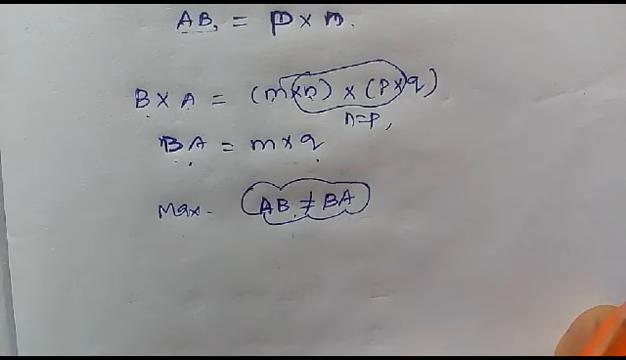 AB, = p×n.
B×A = (m×n) × (p×q)
n=p,
BA = m×q
Max. AB ≠ BA